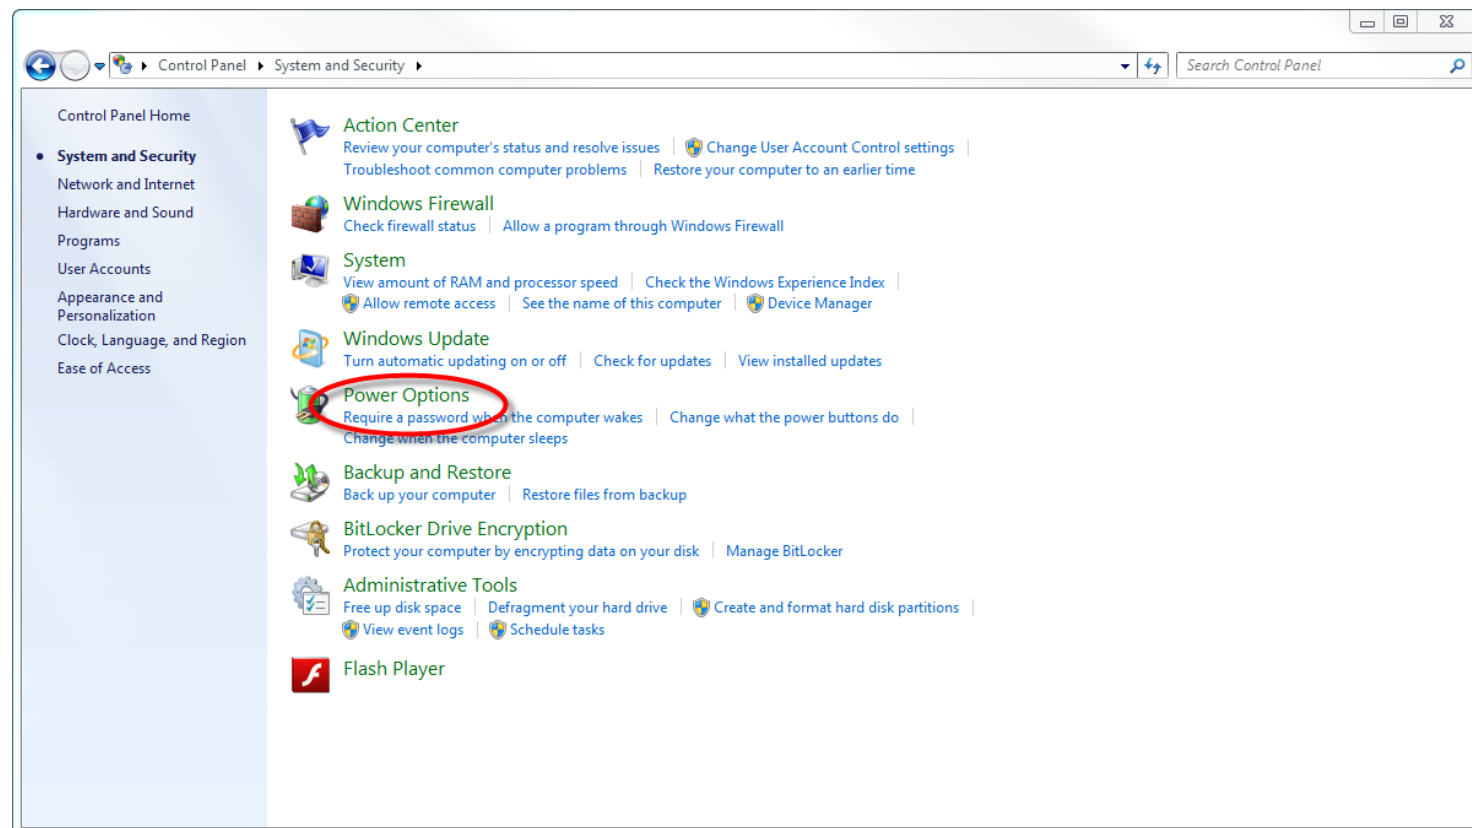 Control Panel
System and Security
Search Control Panel
Control Panel Home
System and Security
Network and Internet
Hardware and Sound
Programs
User Accounts
Appearance and
Personalization
Clock, Language, and Region
Ease of Access
Action Center
Review your computer's status and resolve issues
Change User Account Control settings
Troubleshoot common computer problems
Restore your computer to an earlier time
Windows Firewall
Check firewall status
Allow a program through Windows Firewall
System
View amount of RAM and processor speed
Check the Windows Experience Index
Allow remote access
See the name of this computer
Device Manager
Windows Update
Turn automatic updating on or off
Check for updates
View installed updates
Power Options
Require a password when the computer wakes
Change what the power buttons do
Change when the computer sleeps
Backup and Restore
Back up your computer
Restore files from backup
BitLocker Drive Encryption
Protect your computer by encrypting data on your disk
Manage BitLocker
Administrative Tools
Free up disk space
Defragment your hard drive
Create and format hard disk partitions
View event logs
Schedule tasks
Flash Player